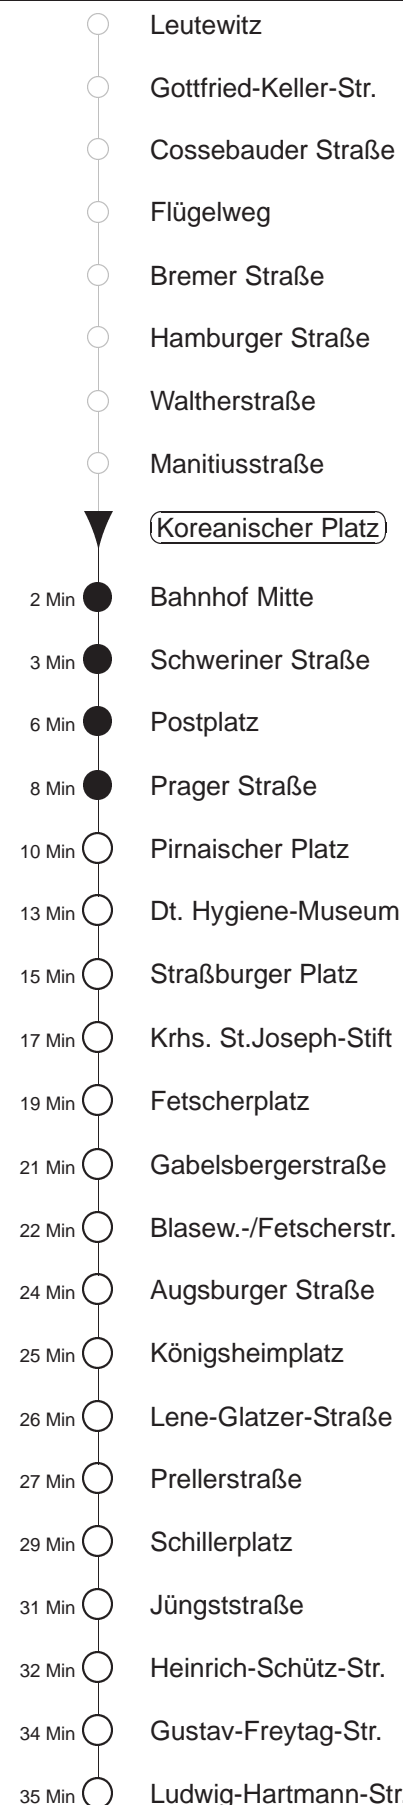 Leutewitz
Gottfried-Keller-Str.
Cossebauder Straße
Flügelweg
Bremer Straße
Hamburger Straße
Waltherstraße
Manitiusstraße
Koreanischer Platz
2 Min Bahnhof Mitte
3 Min Schweriner Straße
6 Min Postplatz
8 Min Prager Straße
10 Min Pirnaischer Platz
13 Min Dt. Hygiene-Museum
15 Min Straßburger Platz
17 Min Krhs. St.Joseph-Stift
19 Min Fetscherplatz
21 Min Gabelsbergerstraße
22 Min Blasew.-/Fetscherstr.
24 Min Augsburger Straße
25 Min Königsheimplatz
26 Min Lene-Glatzer-Straße
27 Min Prellerstraße
29 Min Schillerplatz
31 Min Jüngststraße
32 Min Heinrich-Schütz-Str.
34 Min Gustav-Freytag-Str.
35 Min Ludwig-Hartmann-Str.